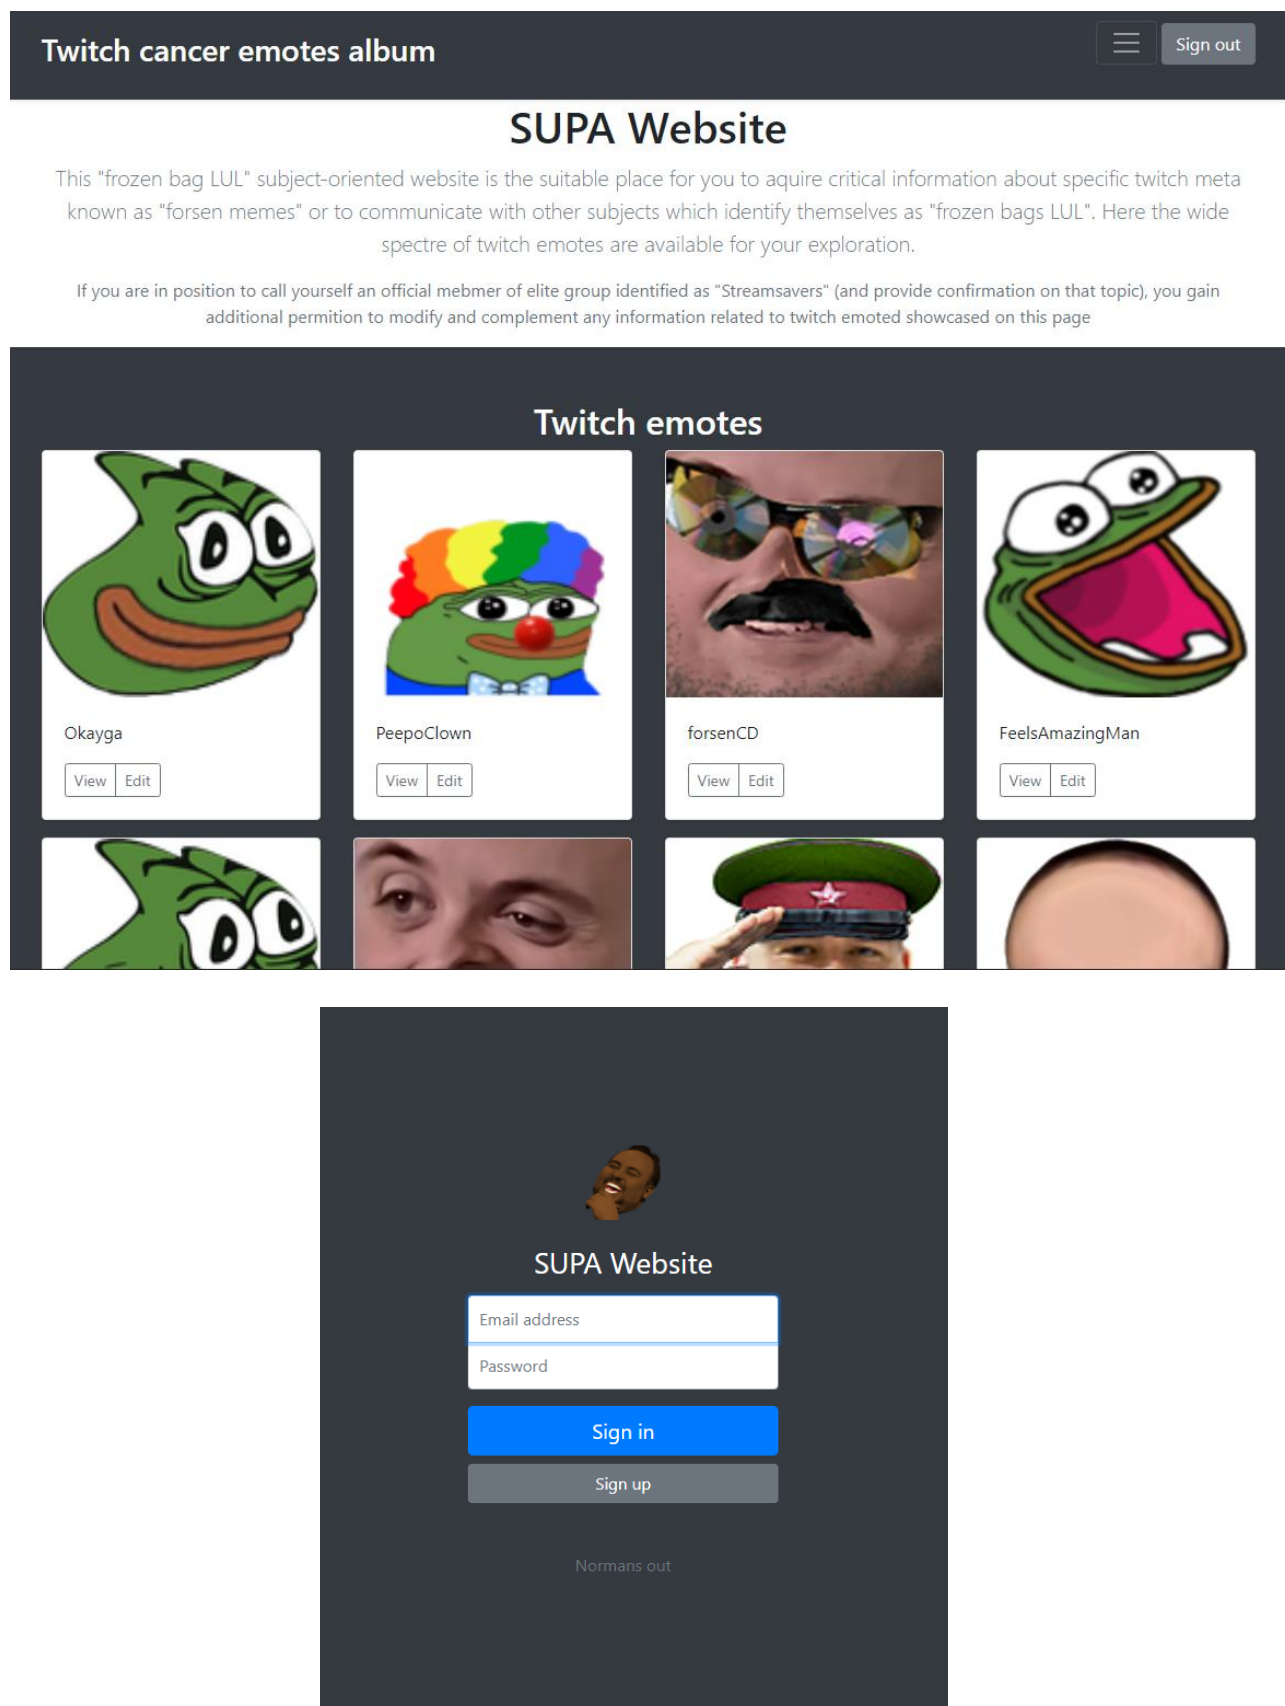 Twitch cancer emotes album
Sign out
SUPA Website
This "frozen bag LUL" subject-oriented website is the suitable place for you to aquire critical information about specific twitch meta
known as "forsen memes" or to communicate with other subjects which identify themselves as "frozen bags LUL". Here the wide
spectre of twitch emotes are available for your exploration.
If you are in position to call yourself an official mebmer of elite group identified as "Streamsavers" (and provide confirmation on that topic), you gain
additional permition to modify and complement any information related to twitch emoted showcased on this page
Twitch emotes
Okayga
View Edit
PeepoClown
View Edit
forsenCD
View Edit
FeelsAmazingMan
View Edit
SUPA Website
Email address
Password
Sign in
Sign up
Normans out